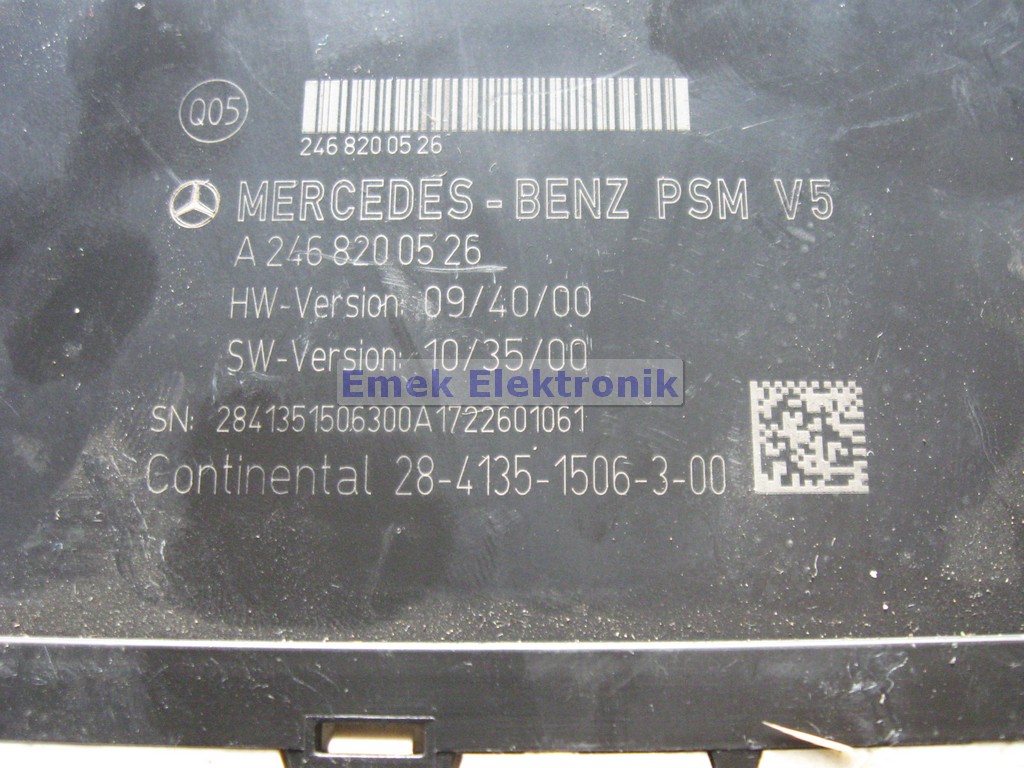 Q05
246 820 05 26
MERCEDES-BENZ PSM V5
A 246 820 05 26
HW-Version: 09/40/00
SW-Version: 10/35/00
Emek Elektronik
SN: 2841351506300A1722601061
Continental 28-4135-1506-3-00